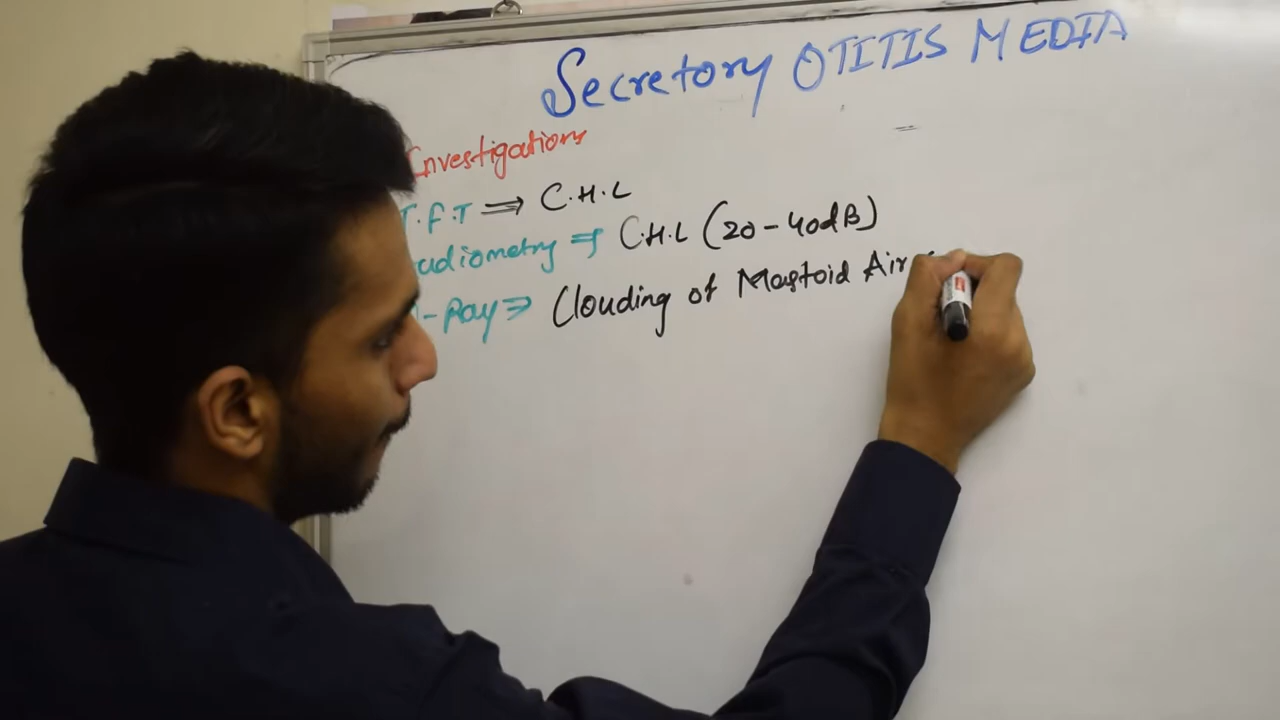 Secretory OTITIS MEDIA
Investigations
T.F.T ⇒ C.H.L
udiometry ⇒ C.H.L (20-40dB)
-Ray ⇒ Clouding of Mastoid Air